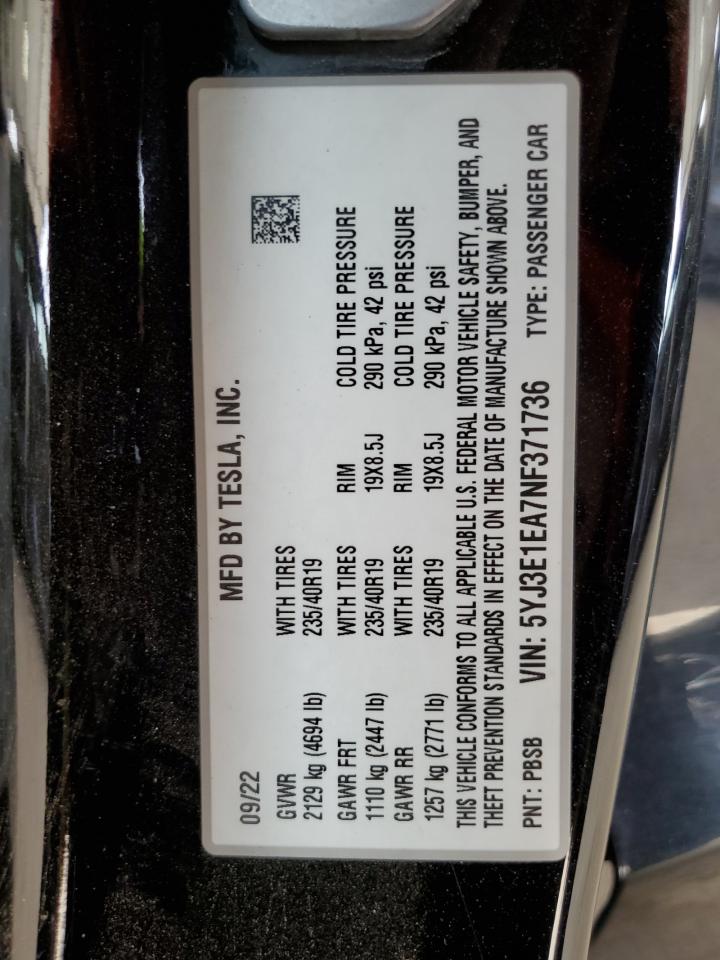 MFD BY TESLA, INC.
09/22
GVWR WITH TIRES
2129 kg (4694 lb) 235/40R19
GAWR FRT WITH TIRES RIM COLD TIRE PRESSURE
1110 kg (2447 lb) 235/40R19 19X8.5J 290 kPa, 42 psi
GAWR RR WITH TIRES RIM COLD TIRE PRESSURE
1257 kg (2771 lb) 235/40R19 19X8.5J 290 kPa, 42 psi
THIS VEHICLE CONFORMS TO ALL APPLICABLE U.S. FEDERAL MOTOR VEHICLE SAFETY, BUMPER, AND
THEFT PREVENTION STANDARDS IN EFFECT ON THE DATE OF MANUFACTURE SHOWN ABOVE.
PNT: PBSB VIN: 5YJ3E1EA7NF371736 TYPE: PASSENGER CAR